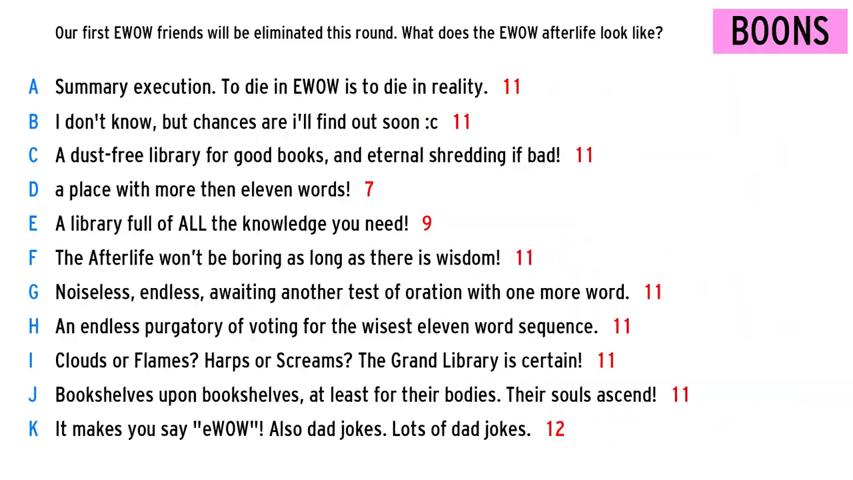 Our first EWOW friends will be eliminated this round. What does the EWOW afterlife look like?
BOONS
A Summary execution. To die in EWOW is to die in reality. 11
B I don't know, but chances are i'll find out soon :c 11
C A dust-free library for good books, and eternal shredding if bad! 11
D a place with more then eleven words! 7
E A library full of ALL the knowledge you need! 9
F The Afterlife won't be boring as long as there is wisdom! 11
G Noiseless, endless, awaiting another test of oration with one more word. 11
H An endless purgatory of voting for the wisest eleven word sequence. 11
I Clouds or Flames? Harps or Screams? The Grand Library is certain! 11
J Bookshelves upon bookshelves, at least for their bodies. Their souls ascend! 11
K It makes you say "eWOW"! Also dad jokes. Lots of dad jokes. 12